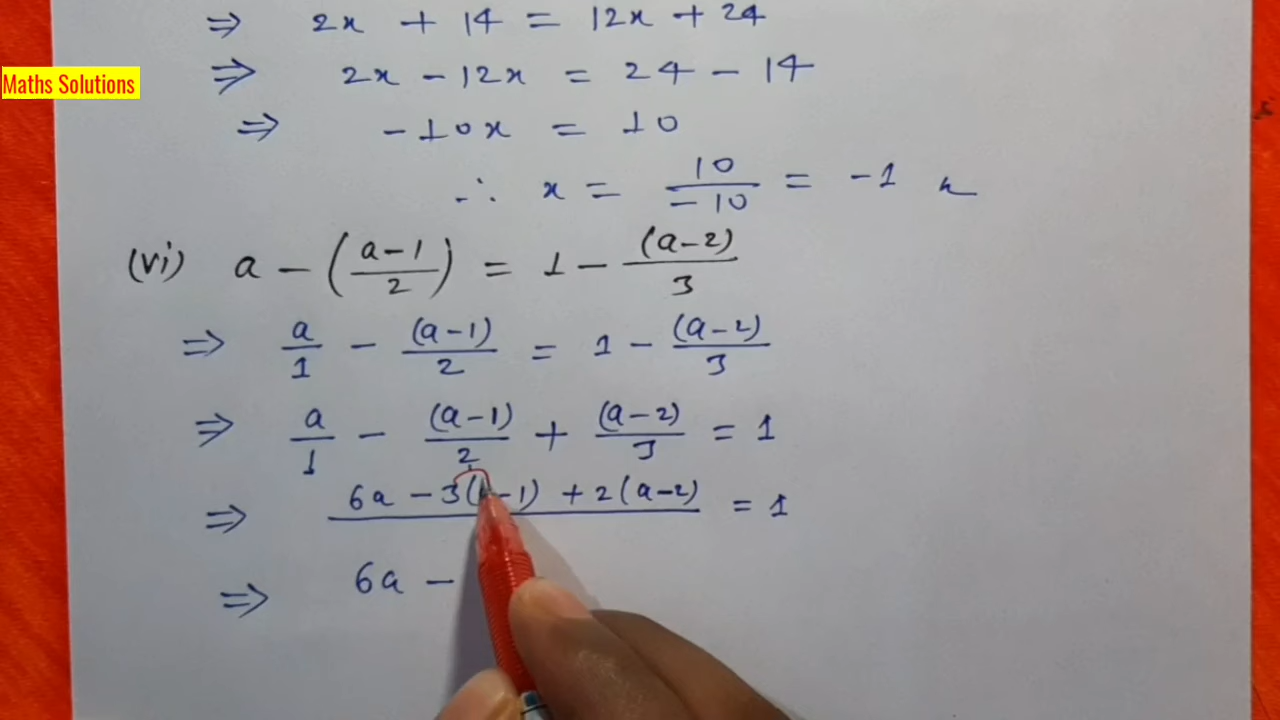 ⇒ 2x + 14 = 12x + 24
Maths Solutions
⇒ 2x - 12x = 24 - 14
⇒ -10x = 10
∴ x = 10/-10 = -1
(vi) a - ((a-1)/2) = 1 - (a-2)/3
⇒ a/1 - (a-1)/2 = 1 - (a-2)/3
⇒ a/1 - (a-1)/2 + (a-2)/3 = 1
⇒ 6a - 3( -1) + 2(a-2) = 1
⇒ 6a -